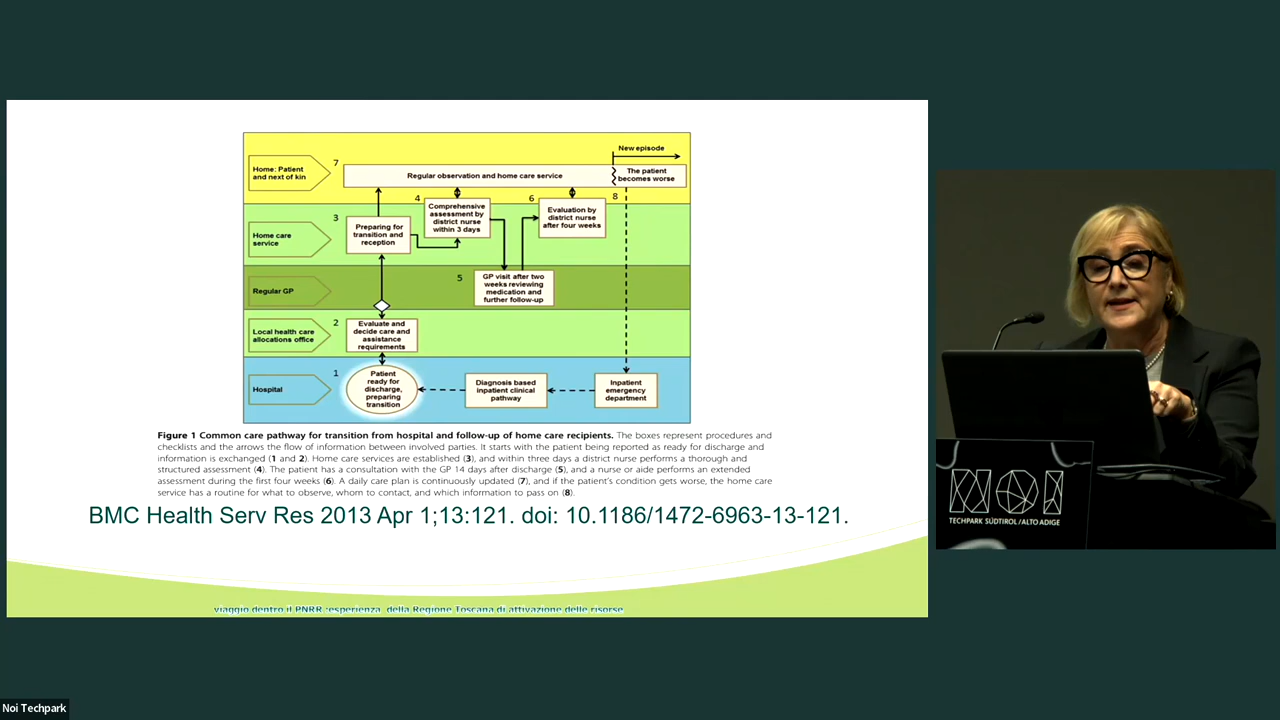 New episode
Home: Patient
and next of kin
7
Regular observation and home care service
The patient
becomes worse
4
6
8
Comprehensive
assessment by
district nurse
within 3 days
Evaluation by
district nurse
after four weeks
Home care
service
3
Preparing for
transition and
reception
Regular GP
5
GP visit after two
weeks reviewing
medication and
further follow-up
Local health care
allocations office
2
Evaluate and
decide care and
assistance
requirements
Hospital
1
Patient
ready for
discharge,
preparing
transition
Diagnosis based
inpatient clinical
pathway
Inpatient
emergency
department
Figure 1 Common care pathway for transition from hospital and follow-up of home care recipients. The boxes represent procedures and
checklists and the arrows the flow of information between involved parties. It starts with the patient being reported as ready for discharge and
information is exchanged (1 and 2). Home care services are established (3), and within three days a district nurse performs a thorough and
structured assessment (4). The patient has a consultation with the GP 14 days after discharge (5), and a nurse or aide performs an extended
assessment during the first four weeks (6). A daily care plan is continuously updated (7), and if the patient's condition gets worse, the home care
service has a routine for what to observe, whom to contact, and which information to pass on (8).
BMC Health Serv Res 2013 Apr 1;13:121. doi: 10.1186/1472-6963-13-121.
viaggio dentro il PNRR :esperienza della Regione Toscana di attivazione delle risorse
NOI
TECHPARK SÜDTIROL / ALTO ADIGE
Noi Techpark